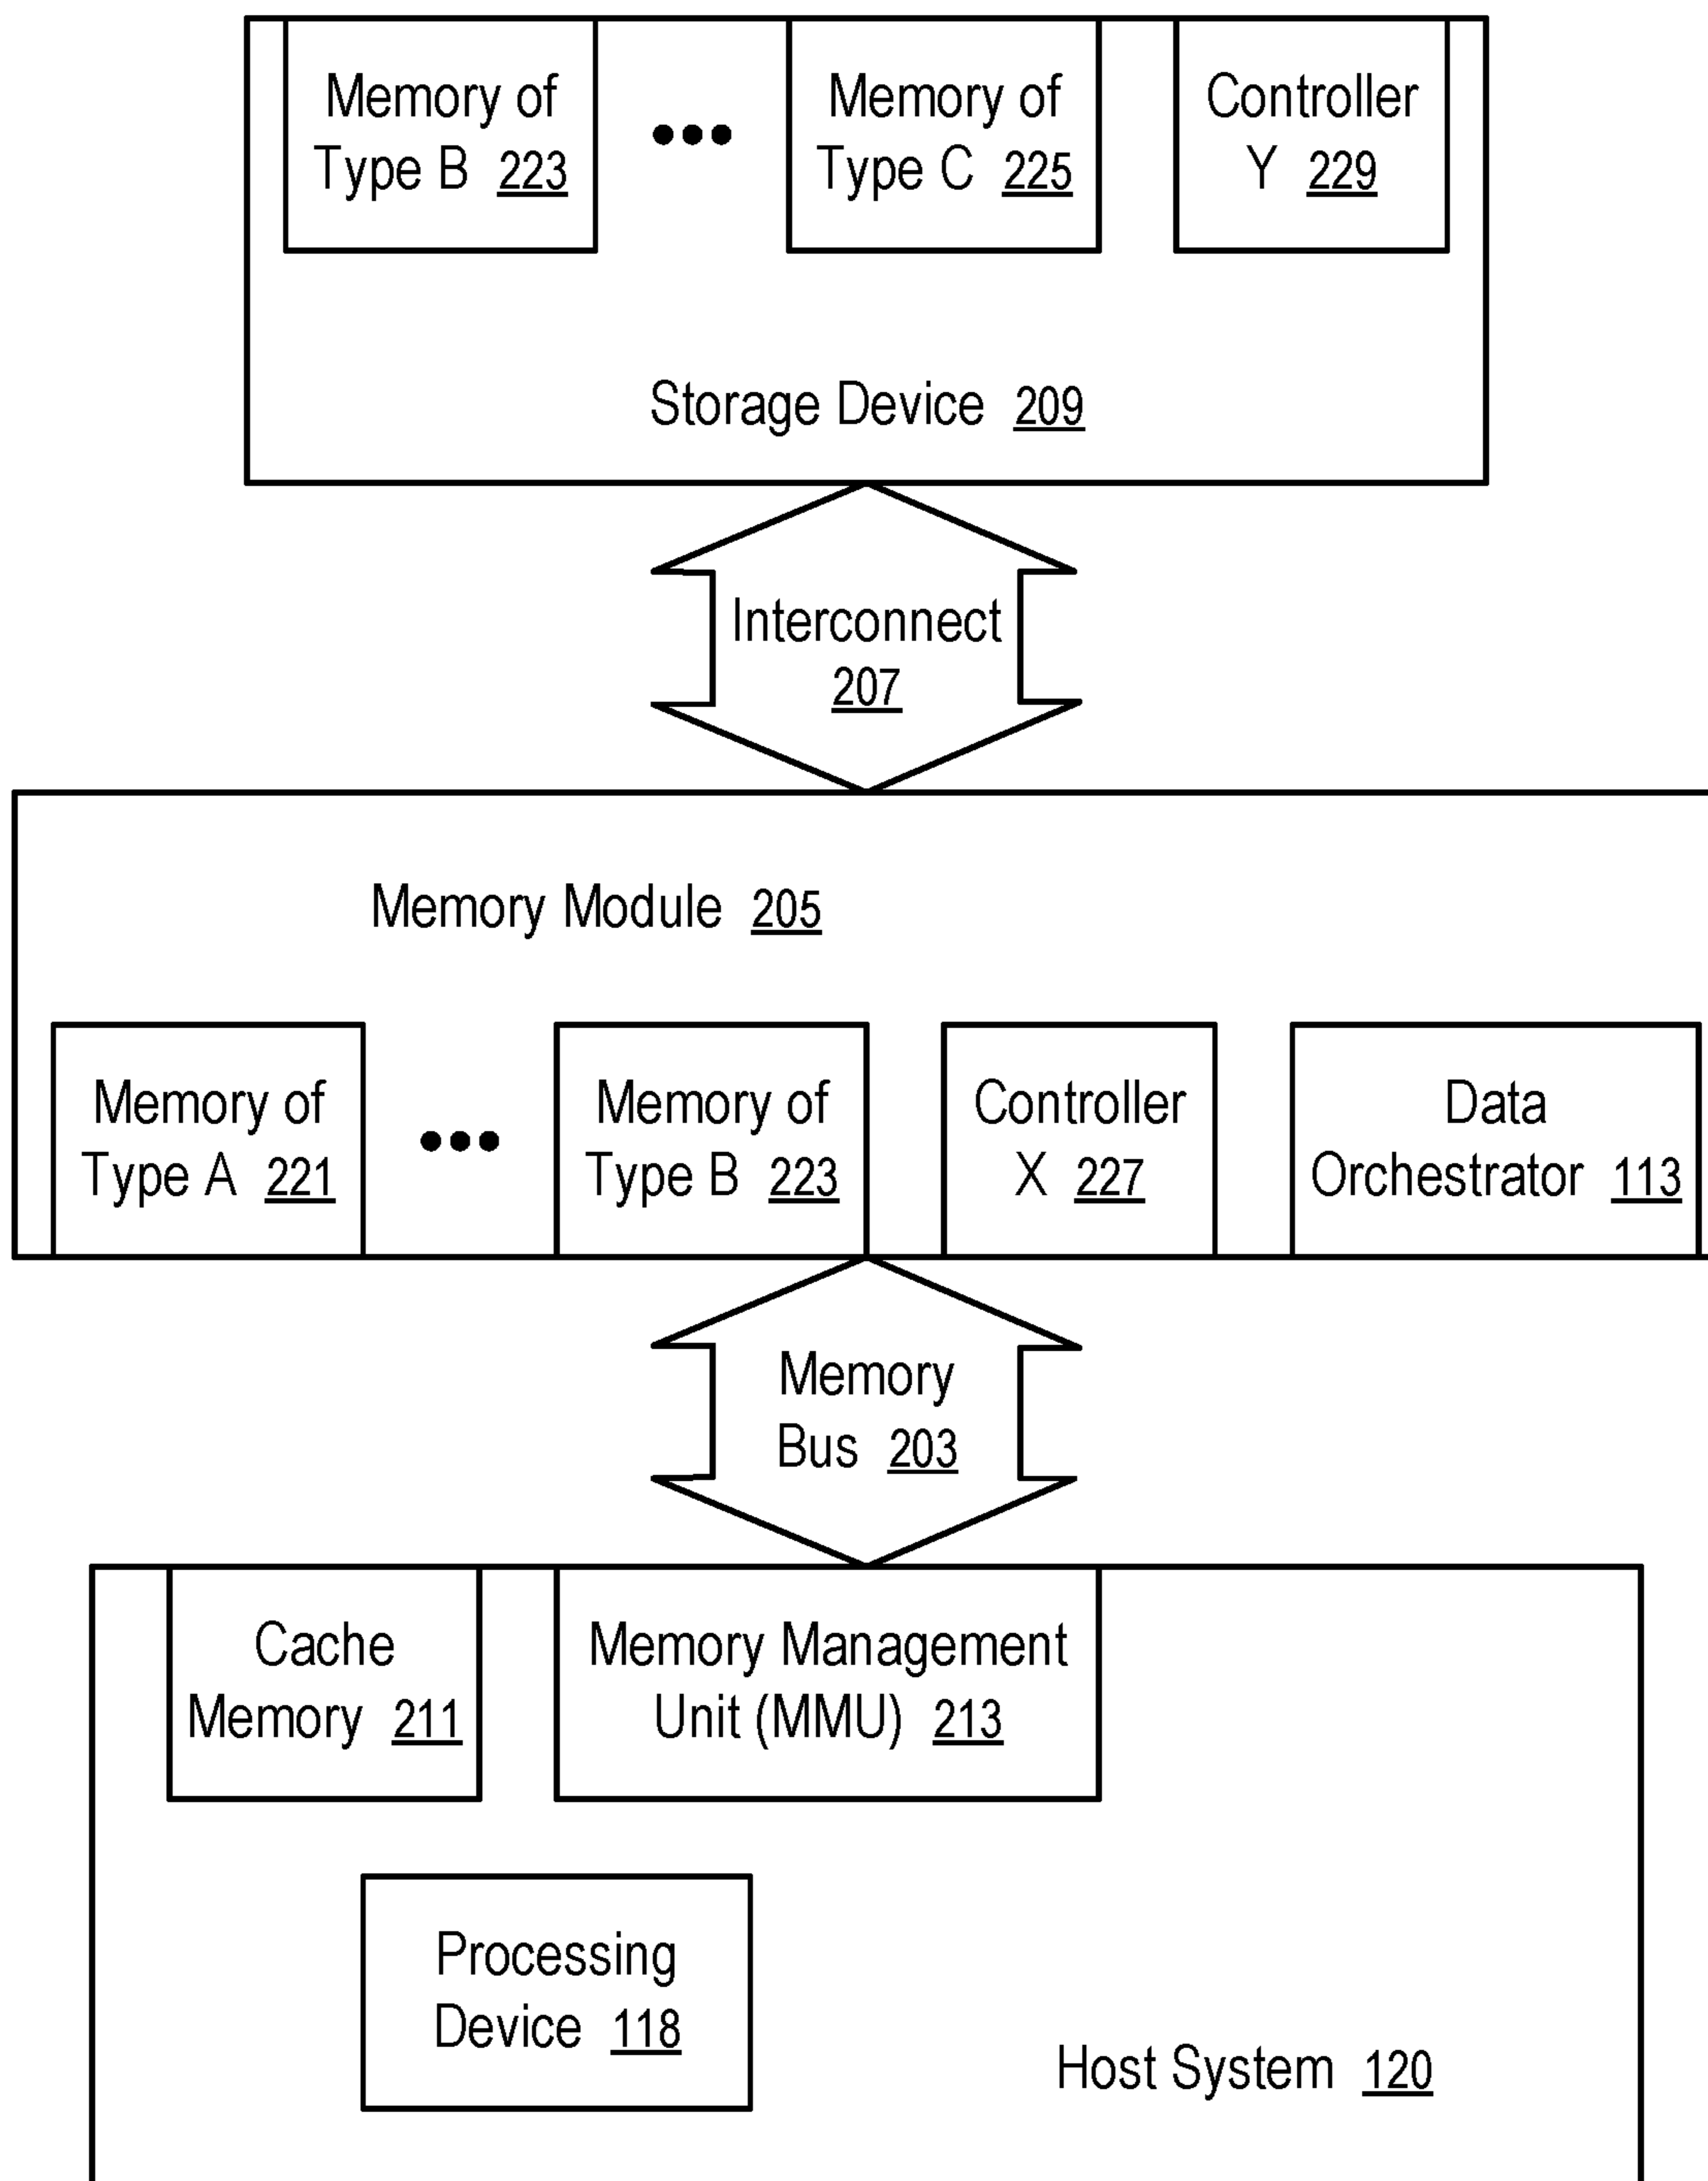 Memory of
Type B 223
Memory of
Type C 225
Controller
Y 229
Storage Device 209
Interconnect
207
Memory Module 205
Memory of
Type A 221
Memory of
Type B 223
Controller
X 227
Data
Orchestrator 113
Memory
Bus 203
Cache
Memory 211
Memory Management
Unit (MMU) 213
Processing
Device 118
Host System 120